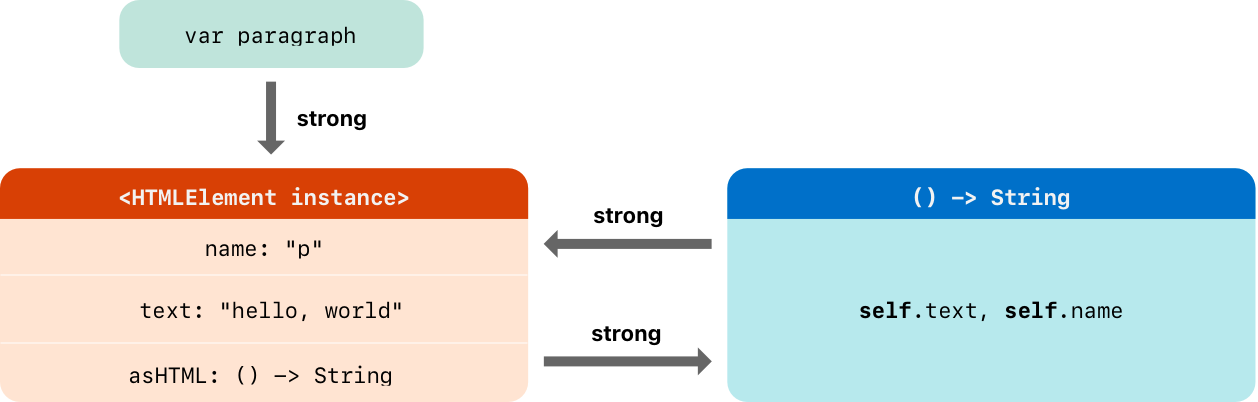 var paragraph
strong
<HTMLElement instance>
name: "p"
text: "hello, world"
asHTML: () -> String
strong
strong
() -> String
self.text, self.name